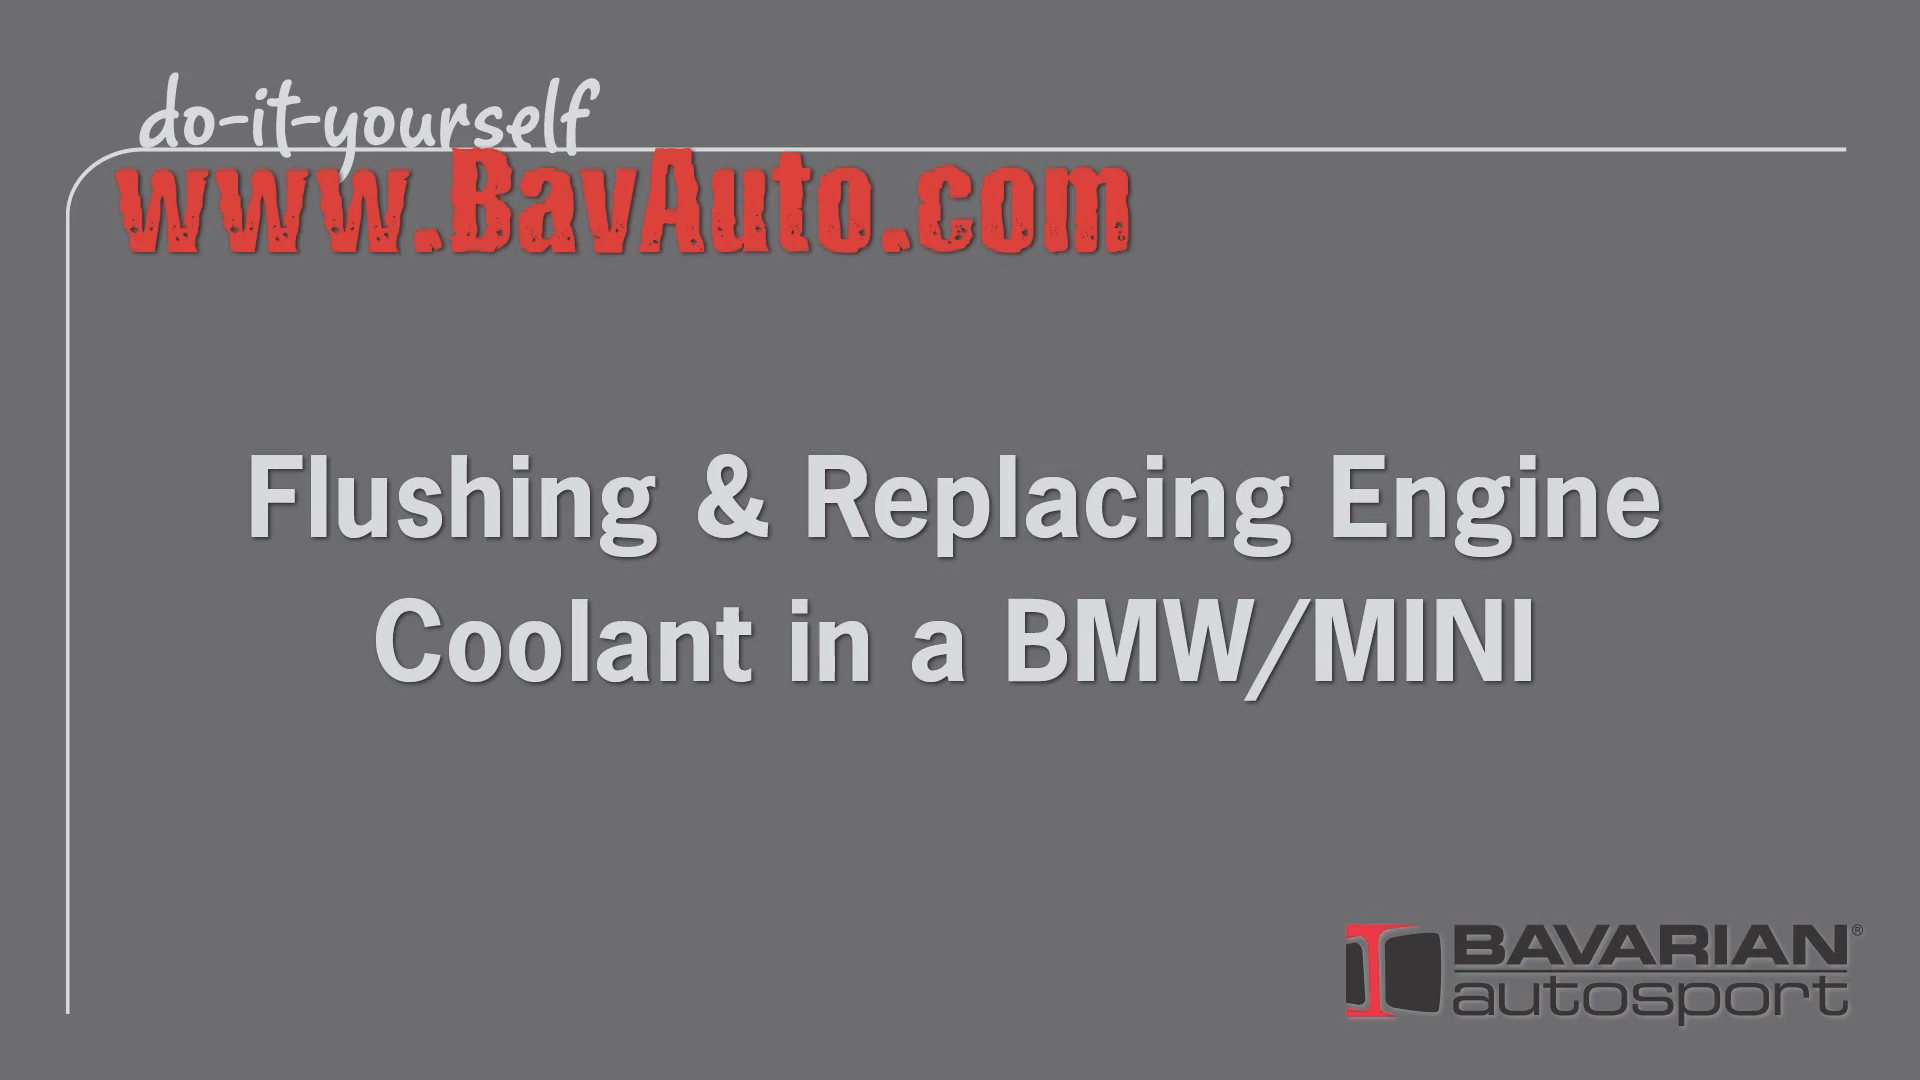 do-it-yourself
www.BavAuto.com
Flushing & Replacing Engine
Coolant in a BMW/MINI
BAVARIAN®
autosport